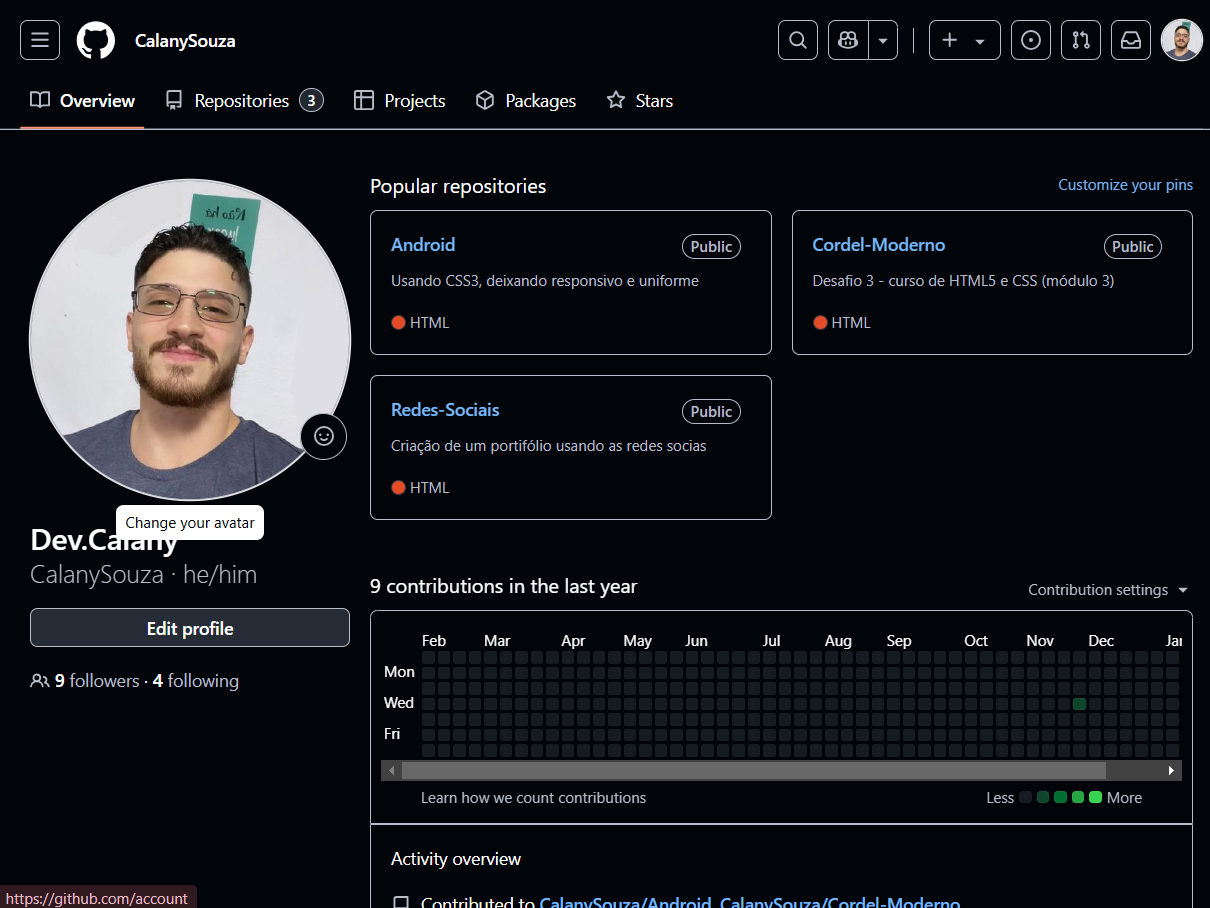 CalanySouza
Overview
Repositories 3
Projects
Packages
Stars
Não há
Change your avatar
Dev.Calany
CalanySouza · he/him
Edit profile
9 followers · 4 following
Popular repositories
Customize your pins
Android
Public
Usando CSS3, deixando responsivo e uniforme
HTML
Cordel-Moderno
Public
Desafio 3 - curso de HTML5 e CSS (módulo 3)
HTML
Redes-Sociais
Public
Criação de um portifólio usando as redes socias
HTML
9 contributions in the last year
Contribution settings
Feb Mar Apr May Jun Jul Aug Sep Oct Nov Dec Jan
Mon
Wed
Fri
Learn how we count contributions
Less
More
Activity overview
Contributed to CalanySouza/Android, CalanySouza/Cordel-Moderno
https://github.com/account